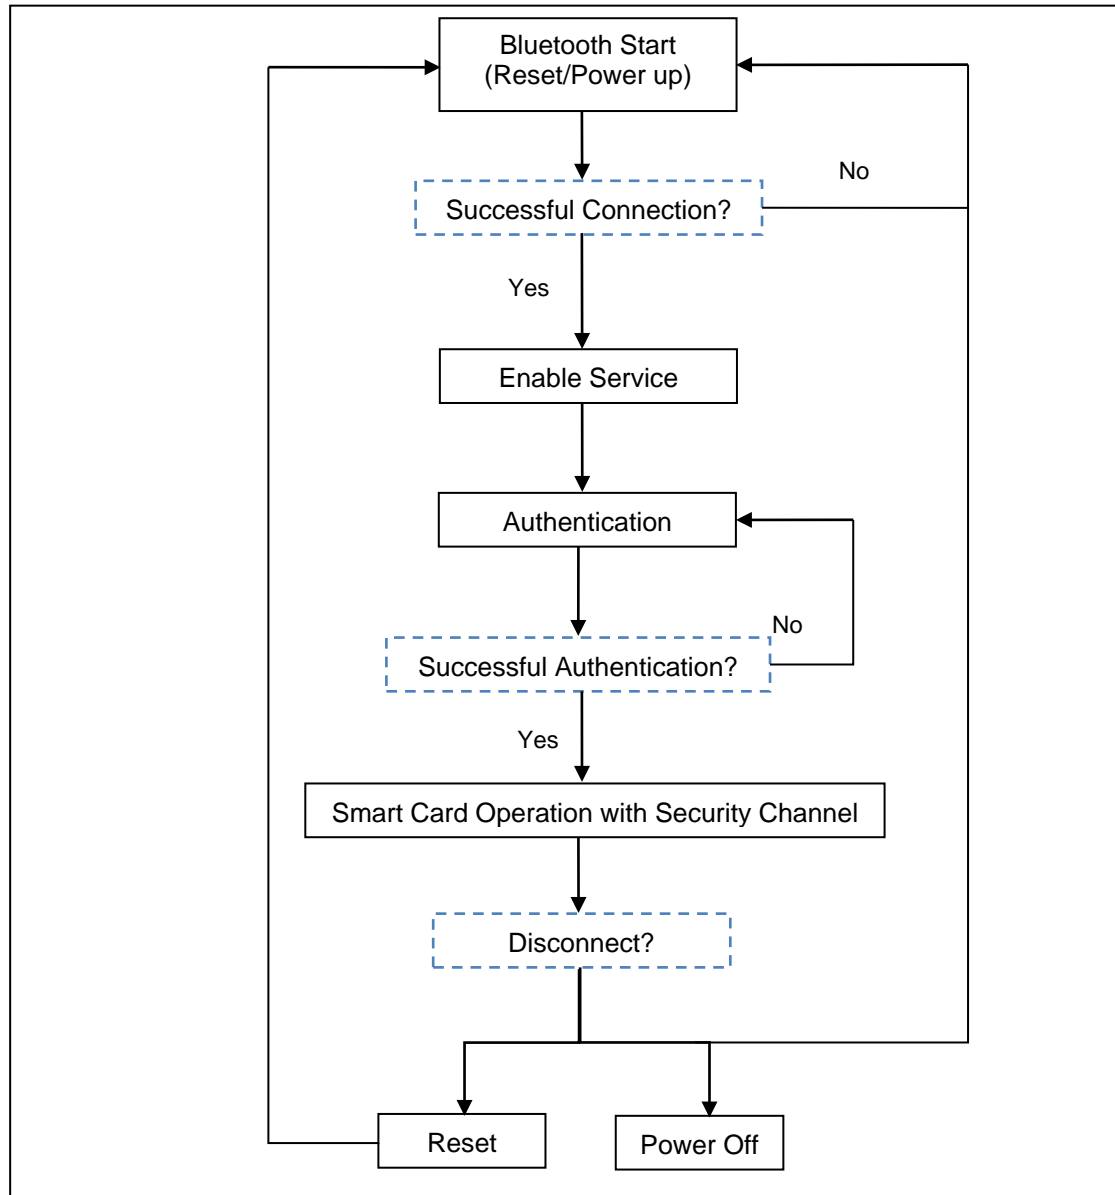 Bluetooth Start
(Reset/Power up)
No
Successful Connection?
Yes
Enable Service
Authentication
No
Successful Authentication?
Yes
Smart Card Operation with Security Channel
Disconnect?
Reset
Power Off